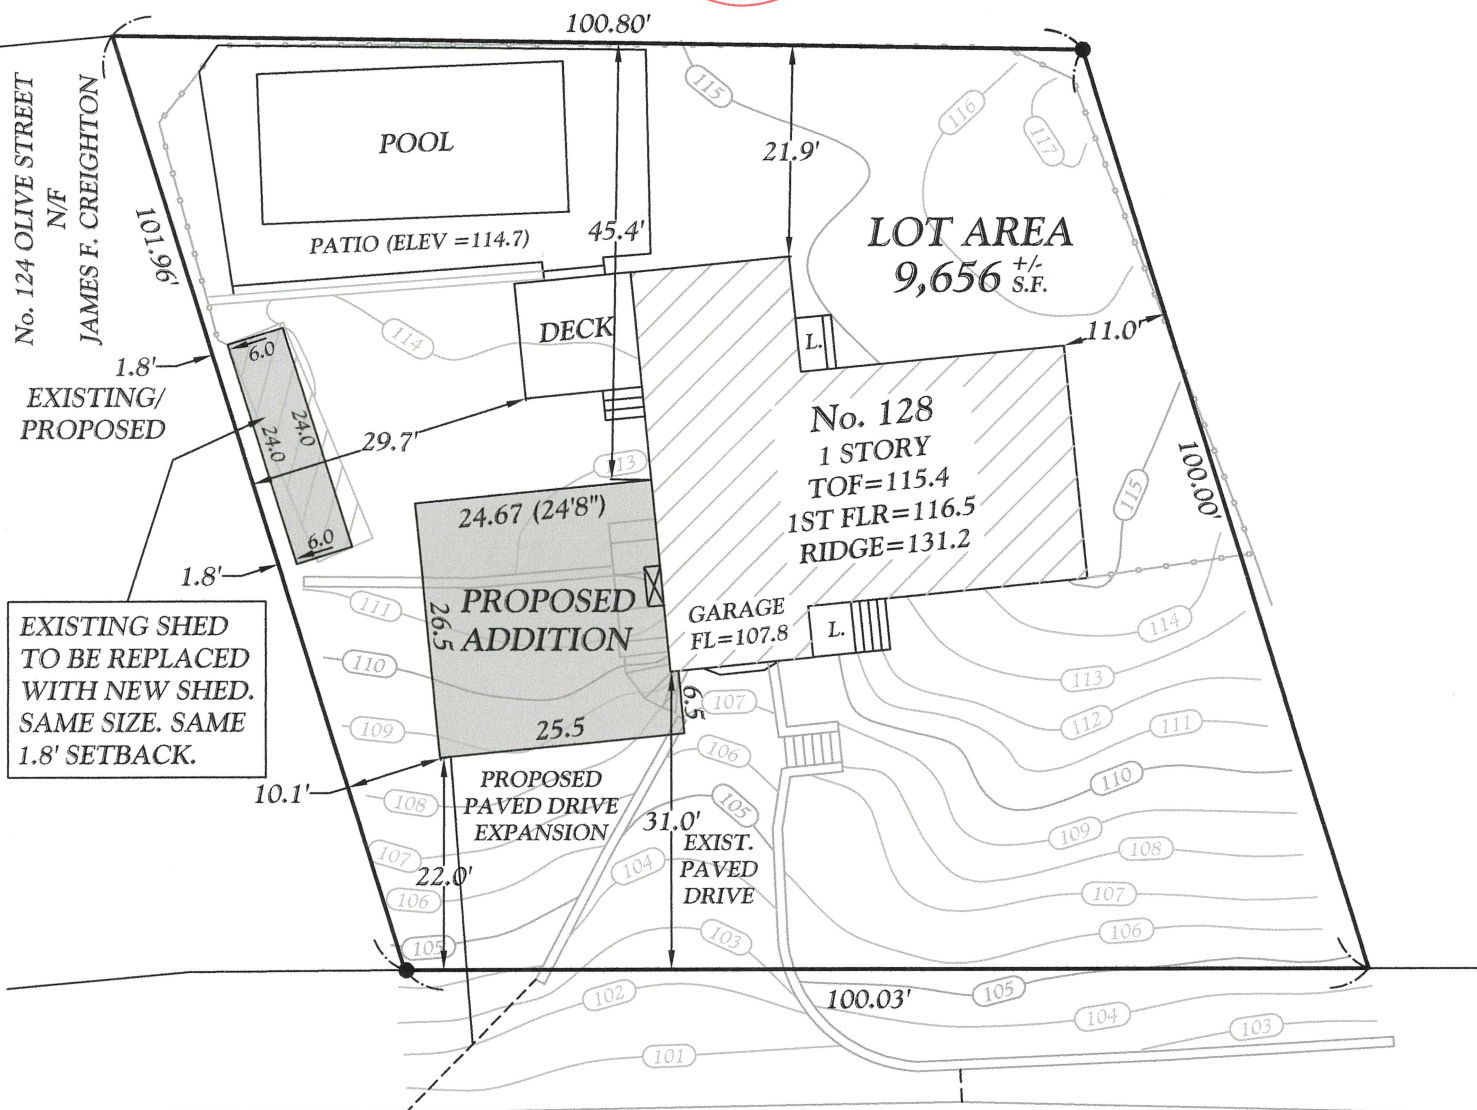 100.80'
No. 124 OLIVE STREET
N/F
JAMES F. CREIGHTON
101.96'
POOL
PATIO (ELEV =114.7)
45.4'
21.9'
115
116
117
LOT AREA
9,656 +/- S.F.
11.0'
100.00'
114
DECK
L.
1.8'
EXISTING/
PROPOSED
6.0
24.0
24.0
6.0
29.7'
113
No. 128
1 STORY
TOF=115.4
1ST FLR=116.5
RIDGE=131.2
115
24.67 (24'8")
26.5
PROPOSED
ADDITION
25.5
6.5
GARAGE
FL=107.8
L.
1.8'
EXISTING SHED
TO BE REPLACED
WITH NEW SHED.
SAME SIZE. SAME
1.8' SETBACK.
10.1'
111
110
109
108
107
106
105
22.0'
PROPOSED
PAVED DRIVE
EXPANSION
31.0'
EXIST.
PAVED
DRIVE
107
106
105
104
103
102
101
114
113
112
111
110
109
108
107
106
105
104
103
100.03'